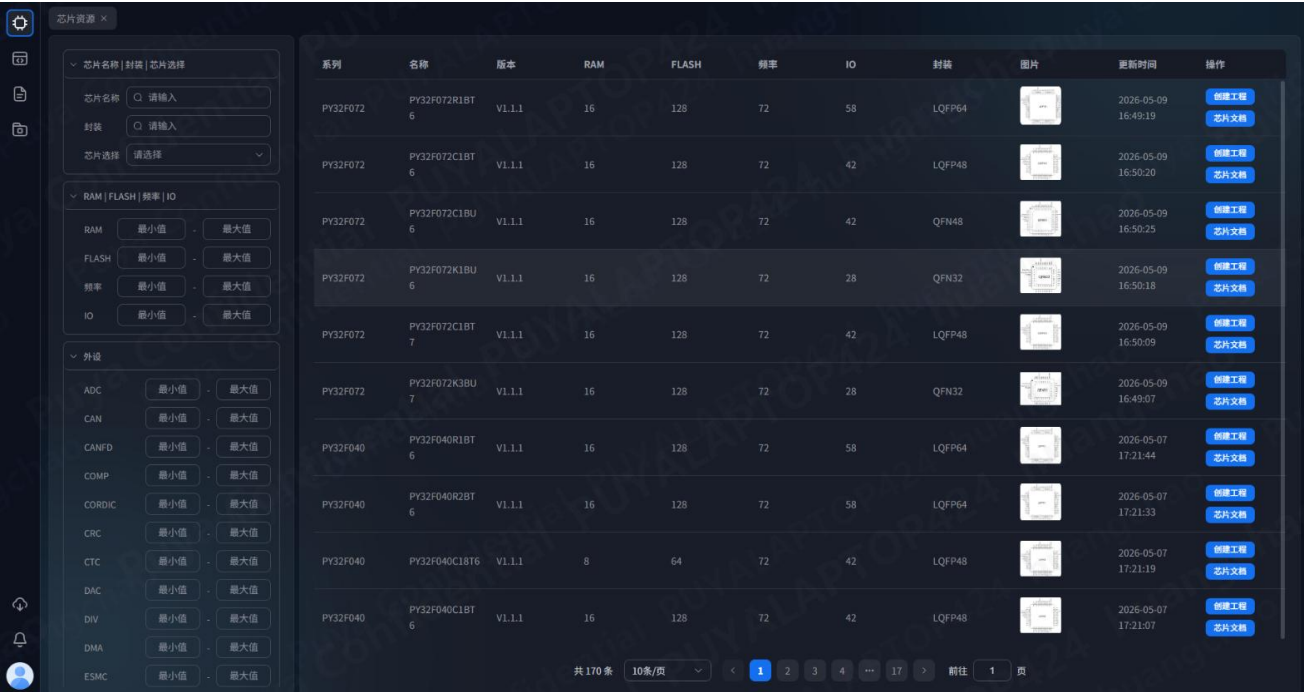 芯片资源 ×
芯片名称 | 封装 | 芯片选择
芯片名称 请输入
封装 请输入
芯片选择 请选择
RAM | FLASH | 频率 | IO
RAM 最小值 - 最大值
FLASH 最小值 - 最大值
频率 最小值 - 最大值
IO 最小值 - 最大值
外设
ADC 最小值 - 最大值
CAN 最小值 - 最大值
CANFD 最小值 - 最大值
COMP 最小值 - 最大值
CORDIC 最小值 - 最大值
CRC 最小值 - 最大值
CTC 最小值 - 最大值
DAC 最小值 - 最大值
DIV 最小值 - 最大值
DMA 最小值 - 最大值
ESMC 最小值 - 最大值
系列 名称 版本 RAM FLASH 频率 IO 封装 图片 更新时间 操作
PY32F072 PY32F072R1BT6 V1.1.1 16 128 72 58 LQFP64 2026-05-09 16:49:19 创建工程 芯片文档
PY32F072 PY32F072C1BT6 V1.1.1 16 128 72 42 LQFP48 2026-05-09 16:50:20 创建工程 芯片文档
PY32F072 PY32F072C1BU6 V1.1.1 16 128 72 42 QFN48 2026-05-09 16:50:25 创建工程 芯片文档
PY32F072 PY32F072K1BU6 V1.1.1 16 128 72 28 QFN32 2026-05-09 16:50:18 创建工程 芯片文档
PY32F072 PY32F072C1BT7 V1.1.1 16 128 72 42 LQFP48 2026-05-09 16:50:09 创建工程 芯片文档
PY32F072 PY32F072K3BU7 V1.1.1 16 128 72 28 QFN32 2026-05-09 16:49:07 创建工程 芯片文档
PY32F040 PY32F040R1BT6 V1.1.1 16 128 72 58 LQFP64 2026-05-07 17:21:44 创建工程 芯片文档
PY32F040 PY32F040R2BT6 V1.1.1 16 128 72 58 LQFP64 2026-05-07 17:21:33 创建工程 芯片文档
PY32F040 PY32F040C18T6 V1.1.1 8 64 72 42 LQFP48 2026-05-07 17:21:19 创建工程 芯片文档
PY32F040 PY32F040C1BT6 V1.1.1 16 128 72 42 LQFP48 2026-05-07 17:21:07 创建工程 芯片文档
共 170 条 10条/页 < 1 2 3 4 ••• 17 > 前往 1 页